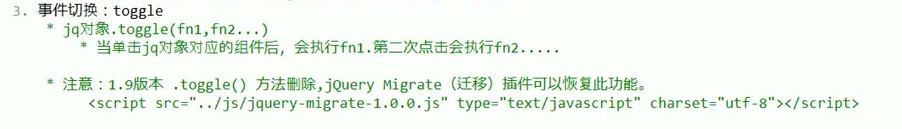 3. 事件切换：toggle
* jq对象.toggle(fn1,fn2...)
* 当单击jq对象对应的组件后，会执行fn1.第二次点击会执行fn2.....
* 注意：1.9版本 .toggle() 方法删除,jQuery Migrate（迁移）插件可以恢复此功能。
<script src="../js/jquery-migrate-1.0.0.js" type="text/javascript" charset="utf-8"></script>